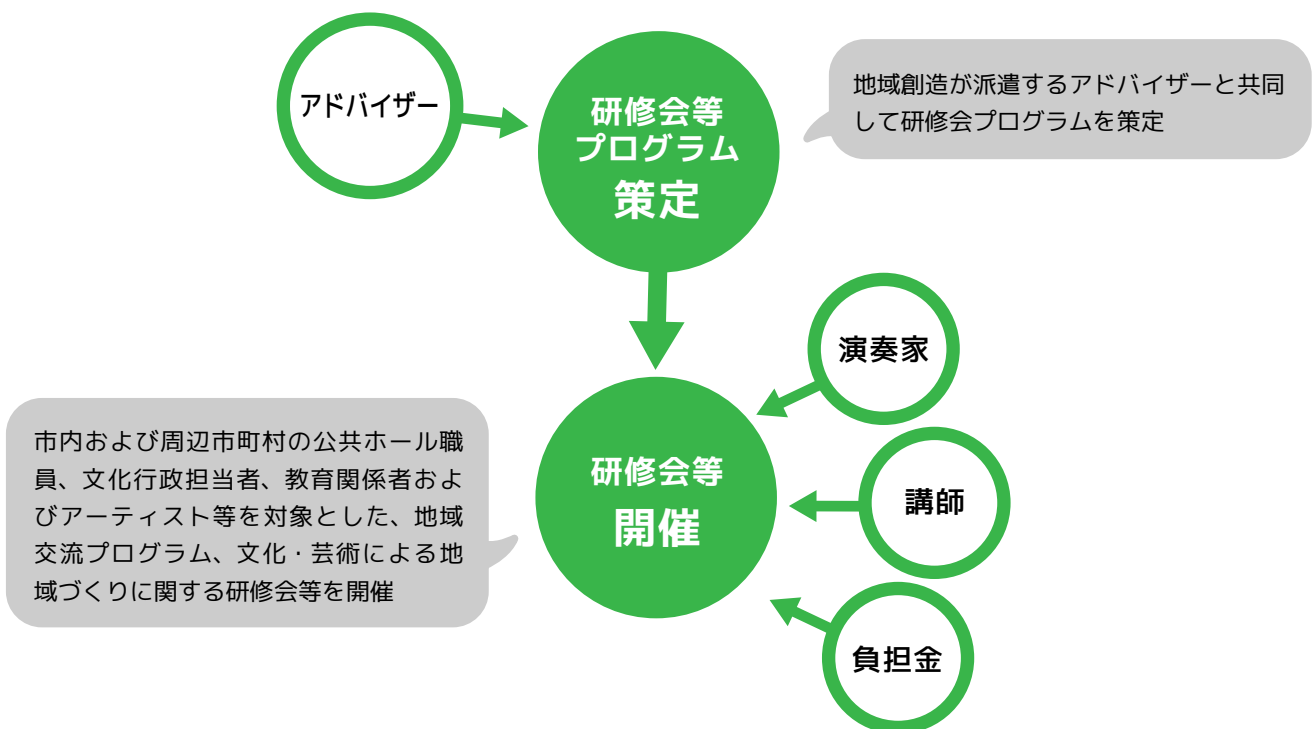 アドバイザー
研修会等
プログラム
策定
地域創造が派遣するアドバイザーと共同
して研修会プログラムを策定
演奏家
市内および周辺市町村の公共ホール職
員、文化行政担当者、教育関係者およ
びアーティスト等を対象とした、地域
交流プログラム、文化・芸術による地
域づくりに関する研修会等を開催
研修会等
開催
講師
負担金